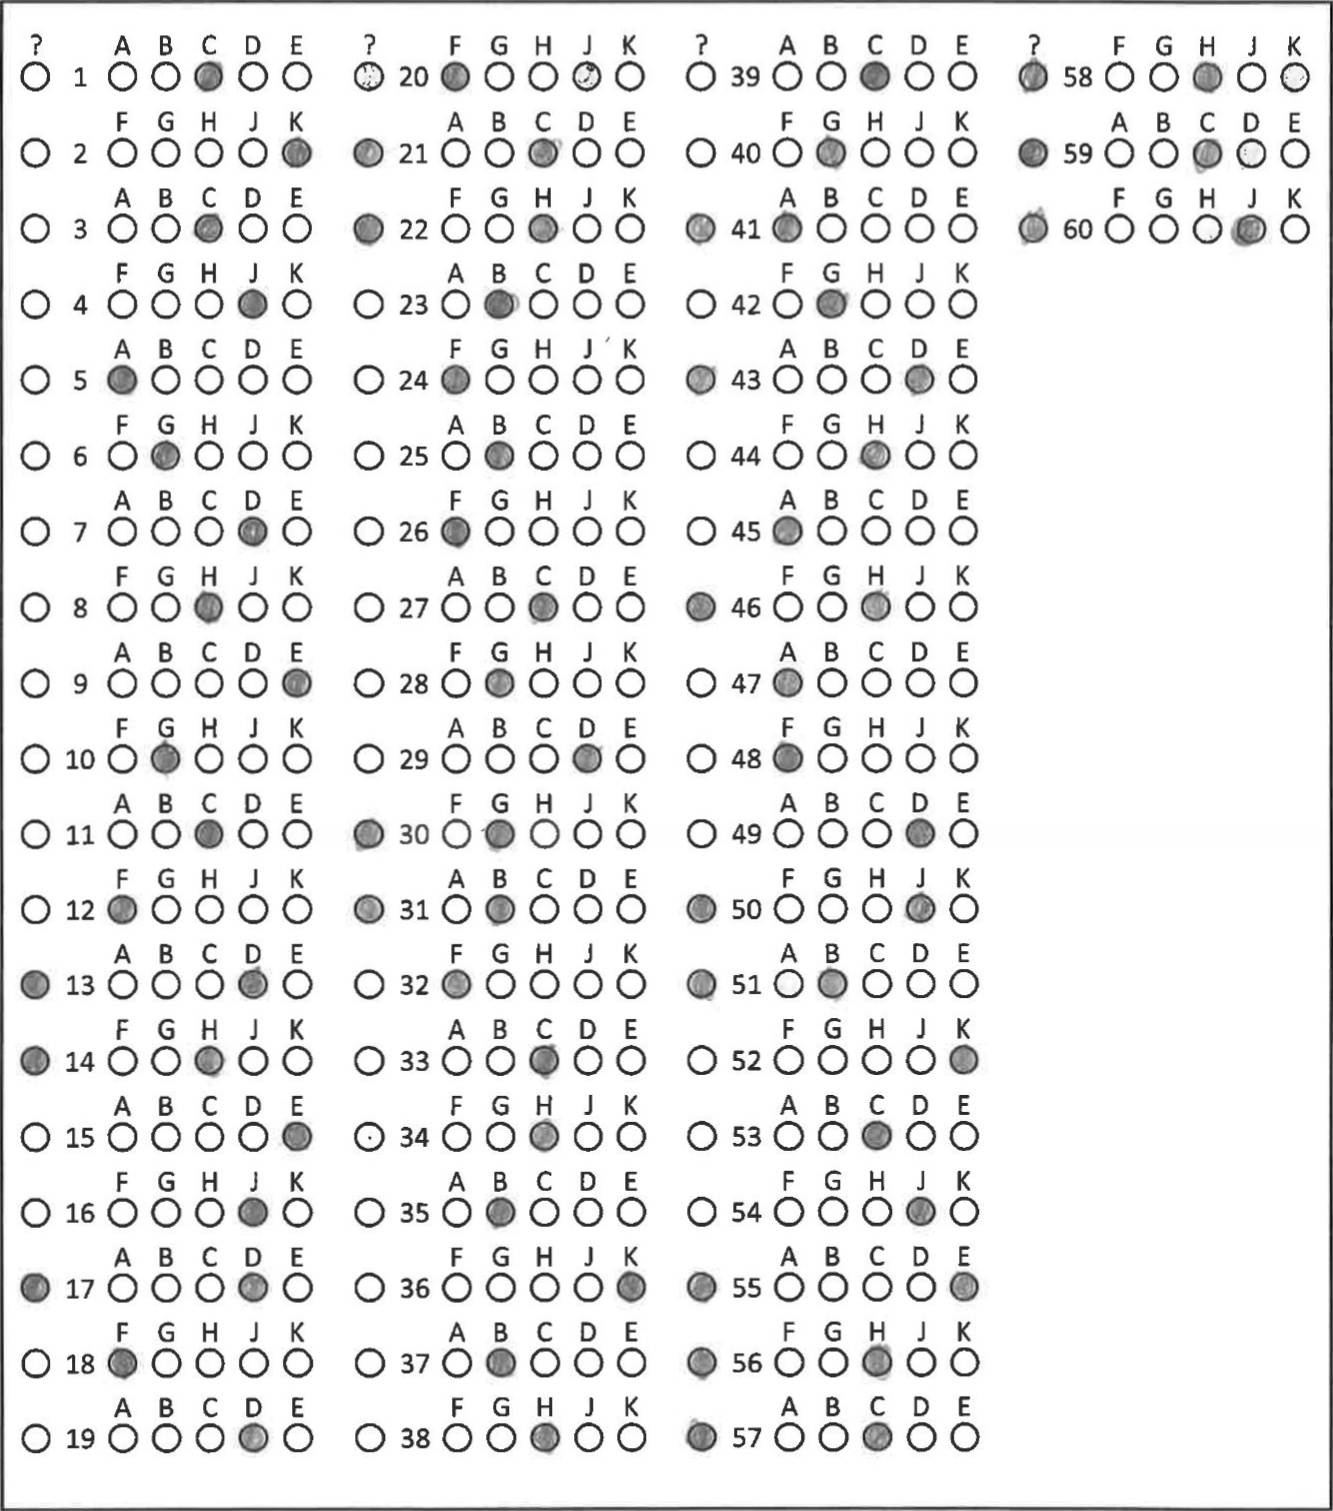 ? A B C D E
1
F G H J K
2
A B C D E
3
F G H J K
4
A B C D E
5
F G H J K
6
A B C D E
7
F G H J K
8
A B C D E
9
F G H J K
10
A B C D E
11
F G H J K
12
A B C D E
13
F G H J K
14
A B C D E
15
F G H J K
16
A B C D E
17
F G H J K
18
A B C D E
19
? F G H J K
20
A B C D E
21
F G H J K
22
A B C D E
23
F G H J K
24
A B C D E
25
F G H J K
26
A B C D E
27
F G H J K
28
A B C D E
29
F G H J K
30
A B C D E
31
F G H J K
32
A B C D E
33
F G H J K
34
A B C D E
35
F G H J K
36
A B C D E
37
F G H J K
38
? A B C D E
39
F G H J K
40
A B C D E
41
F G H J K
42
A B C D E
43
F G H J K
44
A B C D E
45
F G H J K
46
A B C D E
47
F G H J K
48
A B C D E
49
F G H J K
50
A B C D E
51
F G H J K
52
A B C D E
53
F G H J K
54
A B C D E
55
F G H J K
56
A B C D E
57
? F G H J K
58
A B C D E
59
F G H J K
60